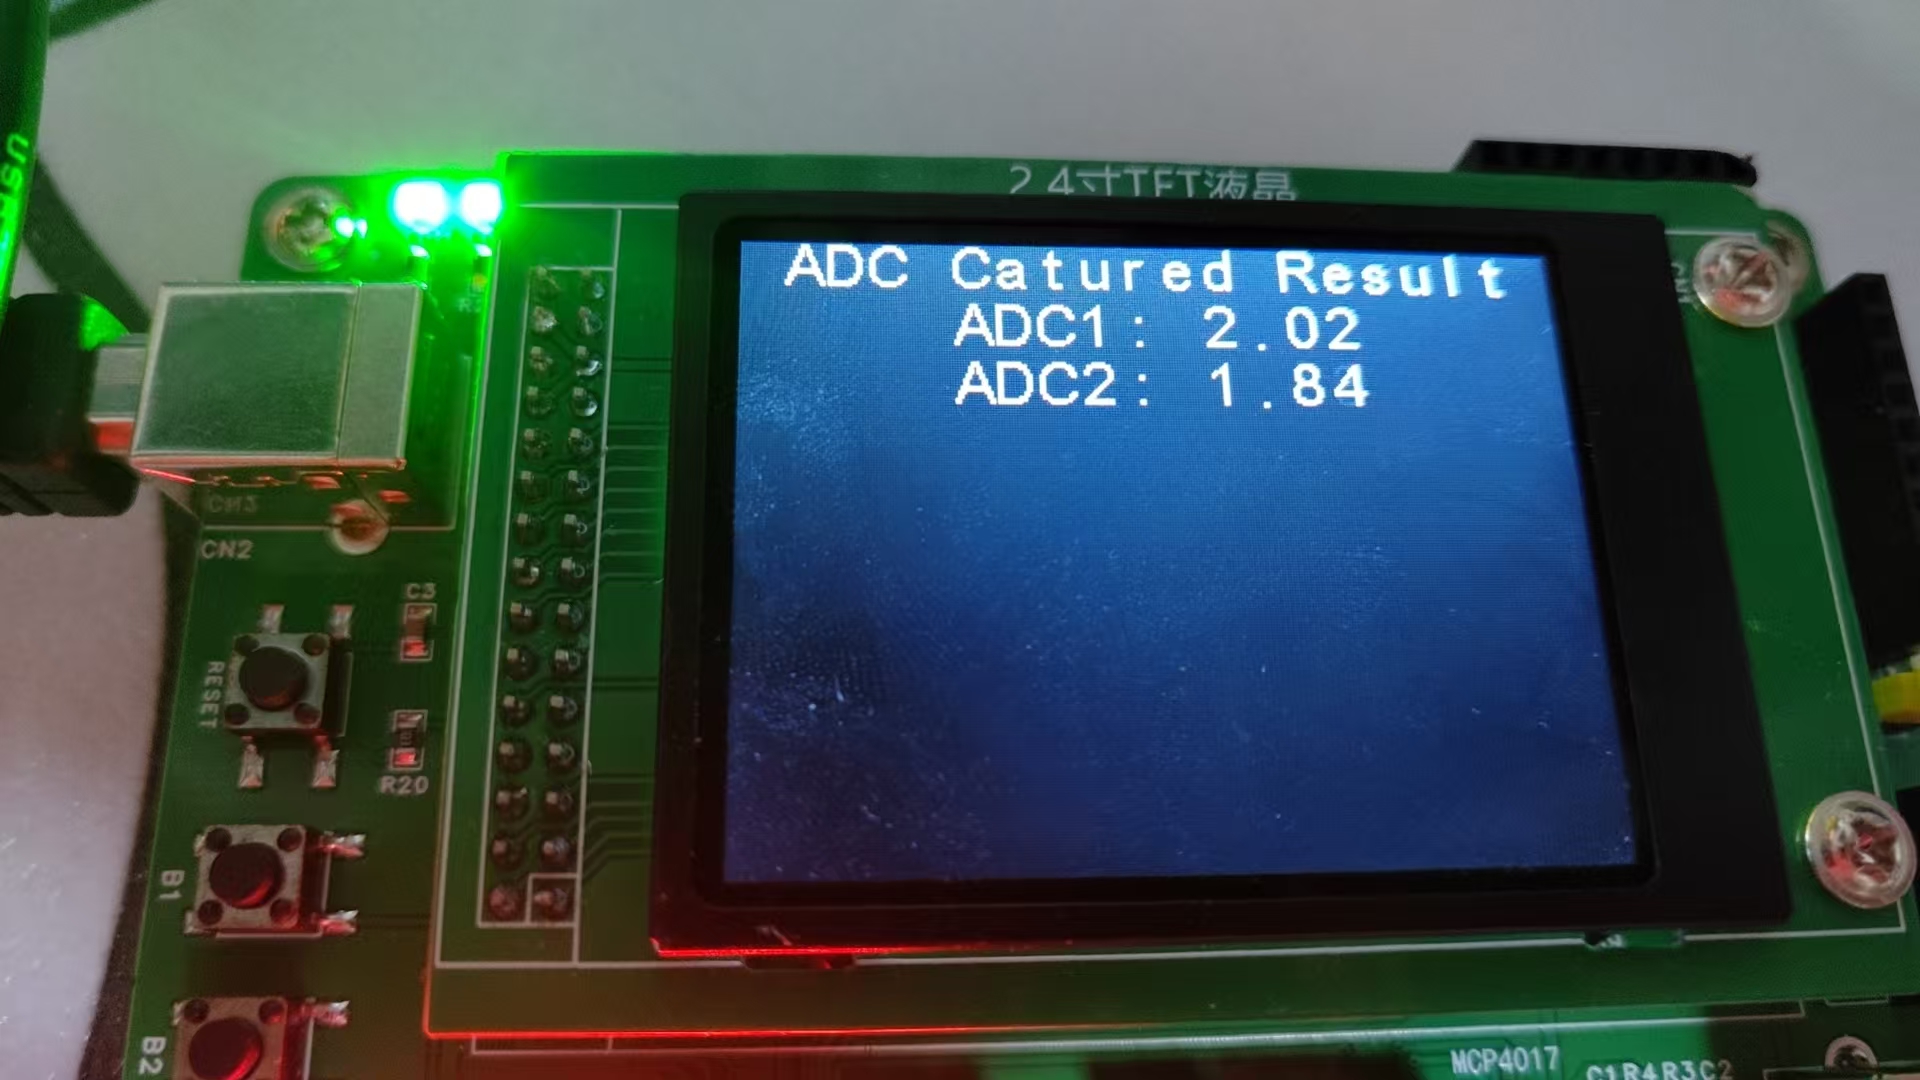 2.4寸TFT液晶
ADC Catured Result
ADC1: 2.02
ADC2: 1.84
CN3
CN2
C3
RESET
R20
B1
B2
MCP4017
C1R4R3C2